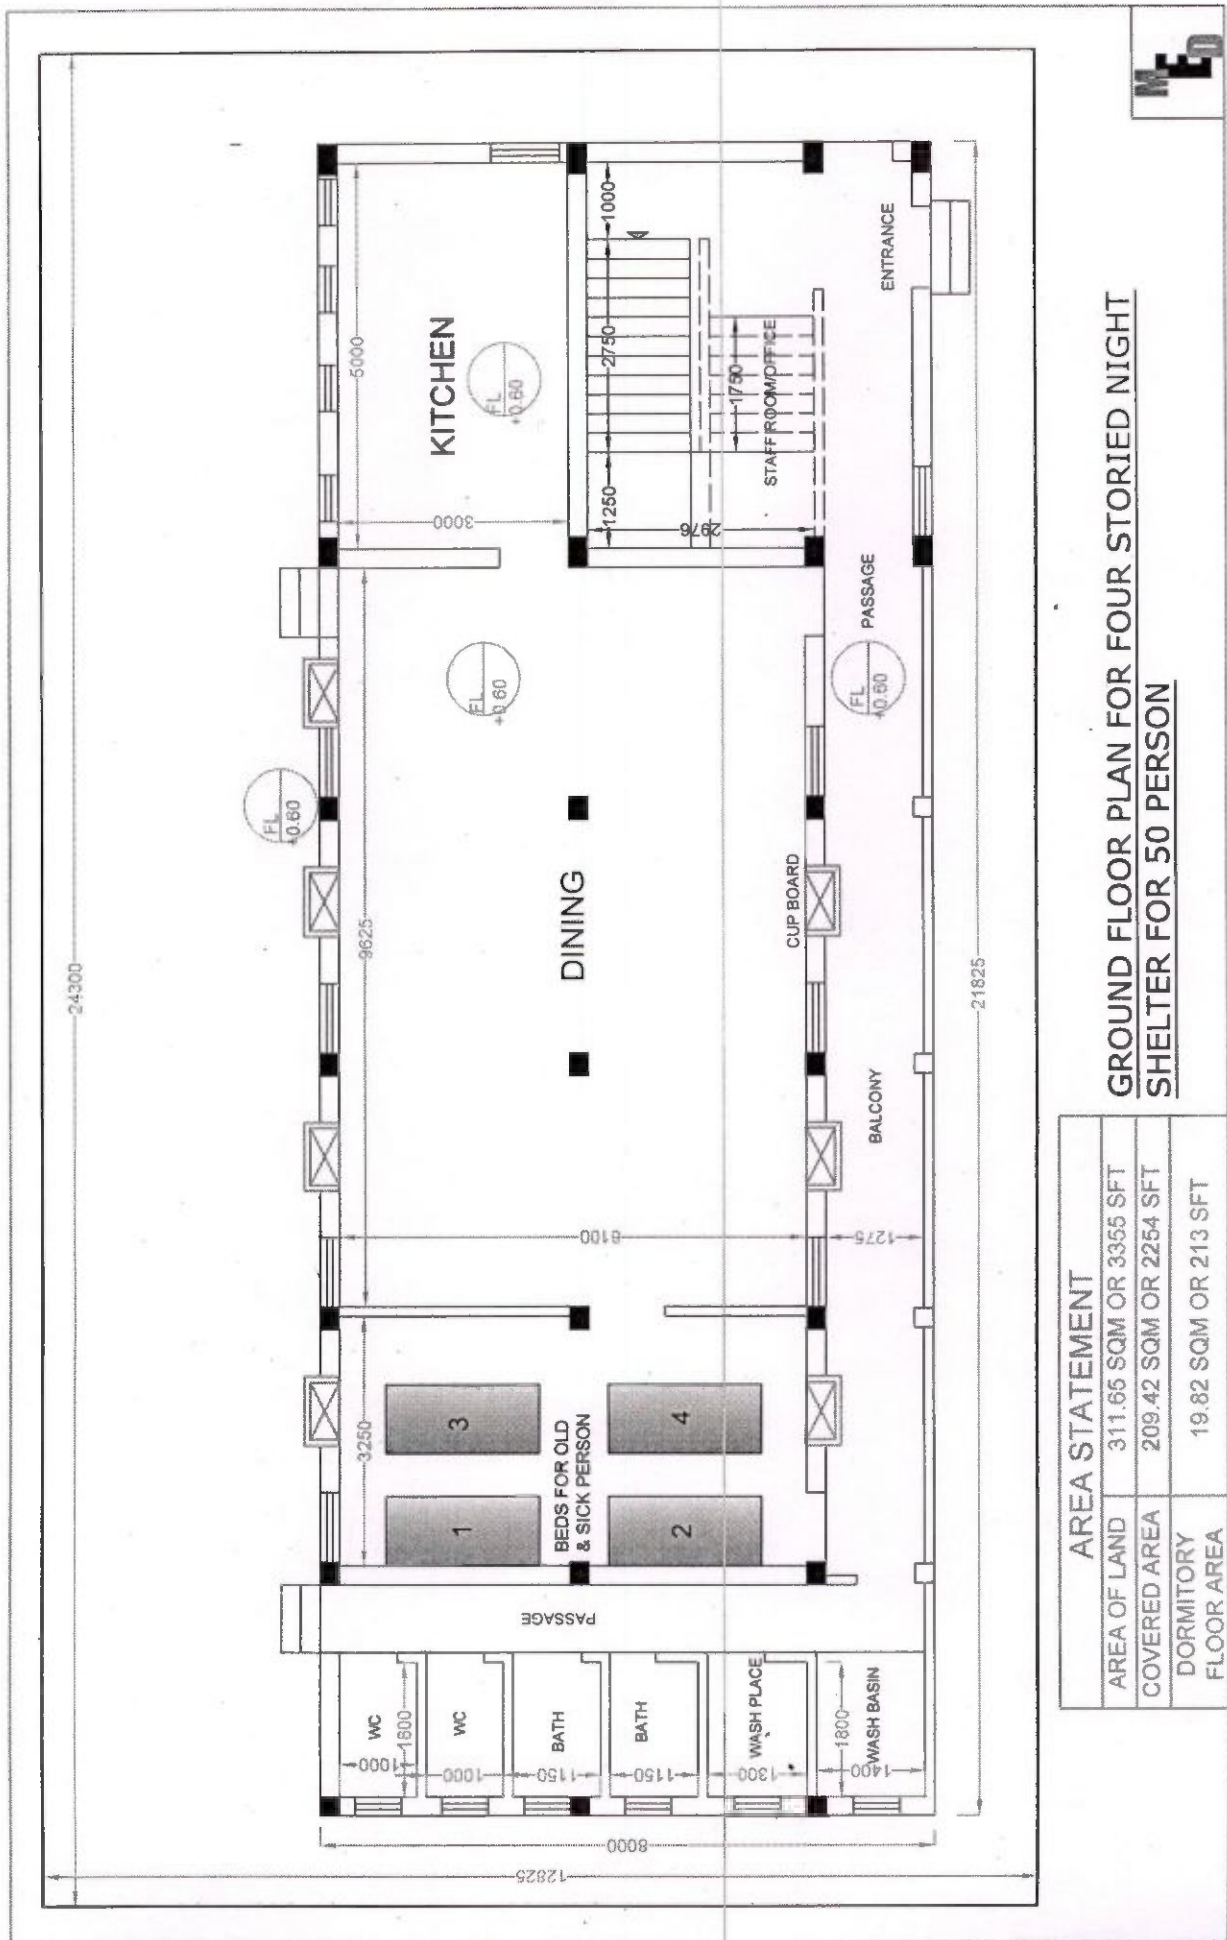 24300
KITCHEN
5000
3000
FL
+0.60
1000
2750
1250
1750
2976
STAFF ROOM/OFFICE
ENTRANCE
9625
FL
+0.60
FL
+0.60
DINING
6100
CUP BOARD
PASSAGE
FL
+0.60
BALCONY
1275
3250
1
2
3
4
BEDS FOR OLD
& SICK PERSON
PASSAGE
WC
1000
1800
WC
1000
BATH
1150
BATH
1150
WASH PLACE
1300
WASH BASIN
1800
1400
8000
12825
21825
AREA STATEMENT
AREA OF LAND 311.65 SQM OR 3355 SFT
COVERED AREA 209.42 SQM OR 2254 SFT
DORMITORY
FLOOR AREA 19.82 SQM OR 213 SFT
GROUND FLOOR PLAN FOR FOUR STORIED NIGHT
SHELTER FOR 50 PERSON
MED